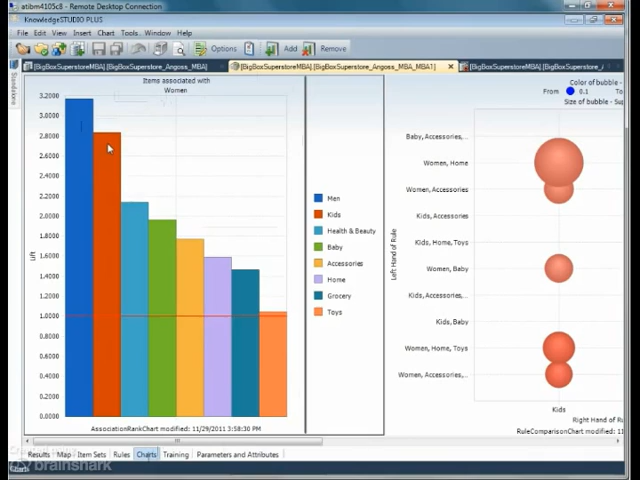 atibm4105c8 - Remote Desktop Connection
KnowledgeSTUDIO PLUS
File Edit View Insert Chart Tools Window Help
Options Add Remove
[BigBoxSuperstoreMBA].[BigBoxSuperstore_Angoss_MBA] [BigBoxSuperstoreMBA].[BigBoxSuperstore_Angoss_MBA_MBA1] [BigBoxSuperstoreMBA].[BigBoxSuperstore_A
Items associated with
Women
3.2000
3.0000
2.8000
2.6000
2.4000
2.2000
2.0000
1.8000
1.6000
1.4000
1.2000
1.0000
0.8000
0.6000
0.4000
0.2000
0.0000
Lift
Men
Kids
Health & Beauty
Baby
Accessories
Home
Grocery
Toys
AssociationRankChart modified: 11/29/2011 3:58:30 PM
Color of bubble -
From 0.1 To
Size of bubble - Sup
Left Hand of Rule
Baby, Accessories,...
Women, Home
Women, Accessories
Kids, Accessories
Kids, Home, Toys
Women, Baby
Kids, Accessories,...
Kids, Baby
Women, Home, Toys
Women, Accessories,...
Kids
Right Hand of Ru
RuleComparisonChart modified: 11
Results Map Item Sets Rules Charts Training Parameters and Attributes
brainshark
Charts